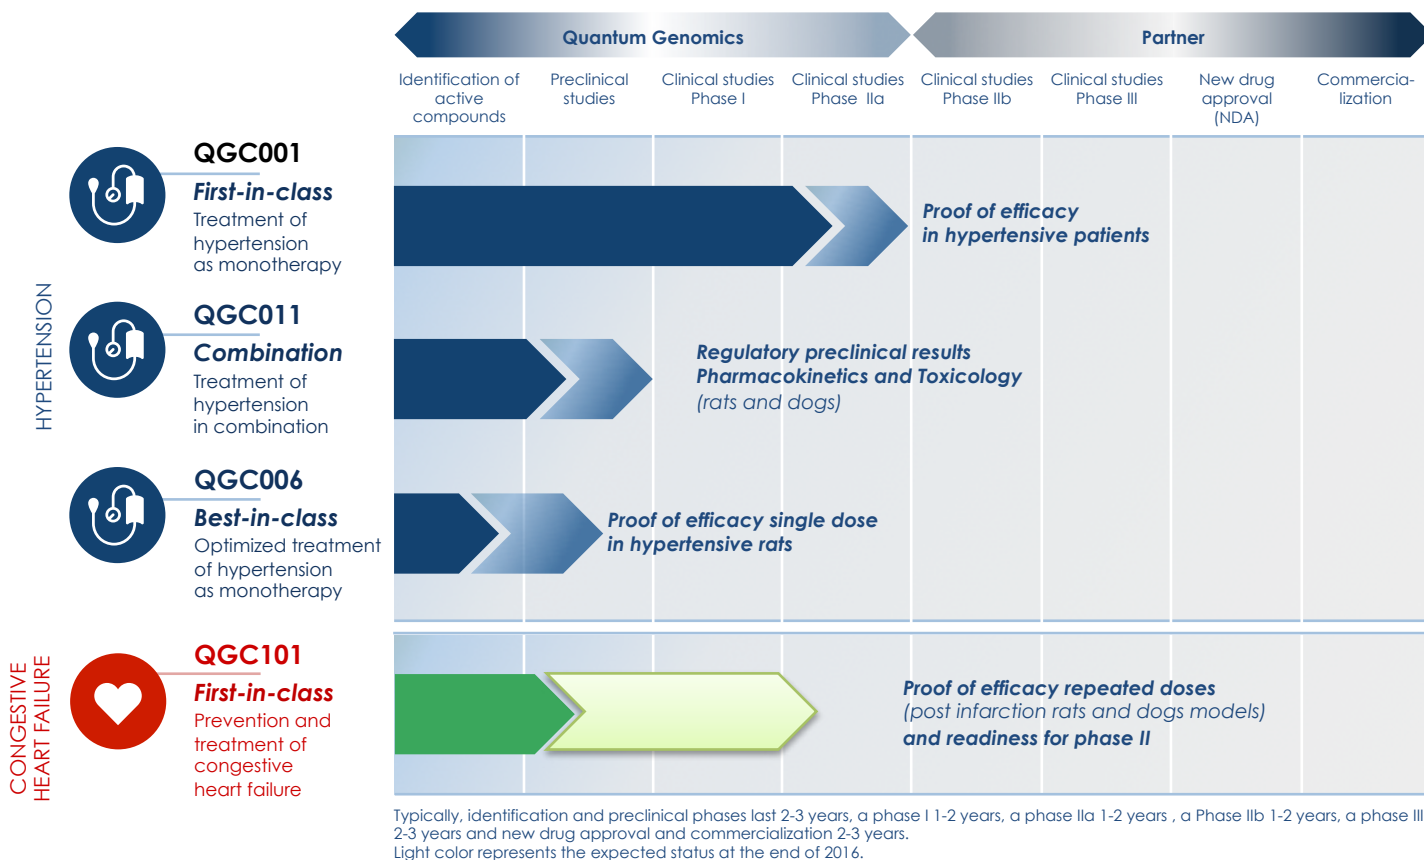 Quantum Genomics
Partner
Identification of
active
compounds
Preclinical
studies
Clinical studies
Phase I
Clinical studies
Phase IIa
Clinical studies
Phase IIb
Clinical studies
Phase III
New drug
approval
(NDA)
Commercia-
lization
HYPERTENSION
QGC001
First-in-class
Treatment of
hypertension
as monotherapy
Proof of efficacy
in hypertensive patients
QGC011
Combination
Treatment of
hypertension
in combination
Regulatory preclinical results
Pharmacokinetics and Toxicology
(rats and dogs)
QGC006
Best-in-class
Optimized treatment
of hypertension
as monotherapy
Proof of efficacy single dose
in hypertensive rats
CONGESTIVE
HEART FAILURE
QGC101
First-in-class
Prevention and
treatment of
congestive
heart failure
Proof of efficacy repeated doses
(post infarction rats and dogs models)
and readiness for phase II
Typically, identification and preclinical phases last 2-3 years, a phase I 1-2 years, a phase IIa 1-2 years , a Phase IIb 1-2 years, a phase III
2-3 years and new drug approval and commercialization 2-3 years.
Light color represents the expected status at the end of 2016.